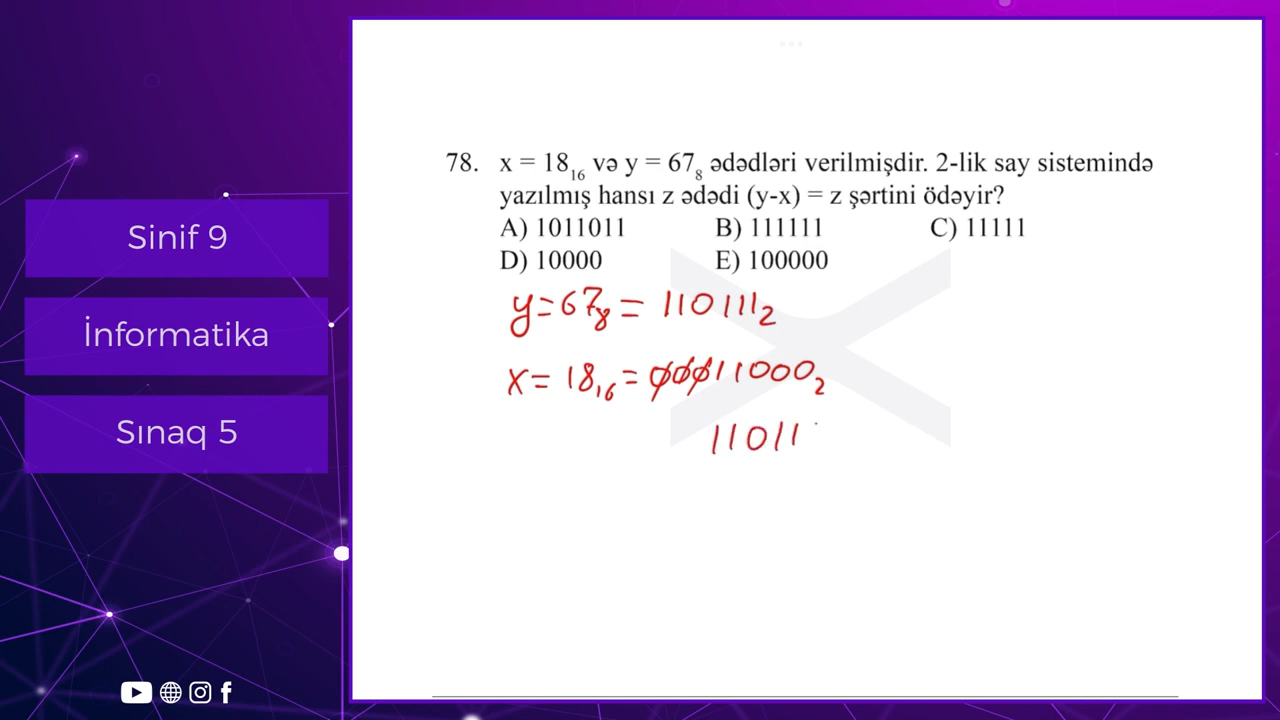 Sinif 9
İnformatika
Sınaq 5
78. x = 18₁₆ və y = 67₈ ədədləri verilmişdir. 2-lik say sistemində
yazılmış hansı z ədədi (y-x) = z şərtini ödəyir?
A) 1011011 B) 111111 C) 11111
D) 10000 E) 100000
y=67₈ = 110111₂
x= 18₁₆ = 00011000₂
11011